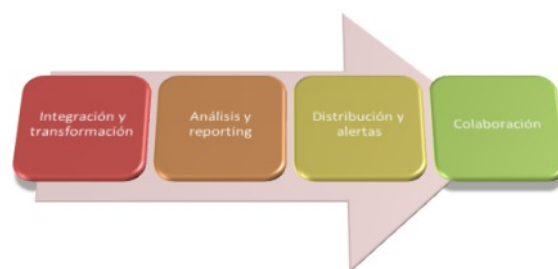 Integración y
transformación
Análisis y
reporting
Distribución y
alertas
Colaboración